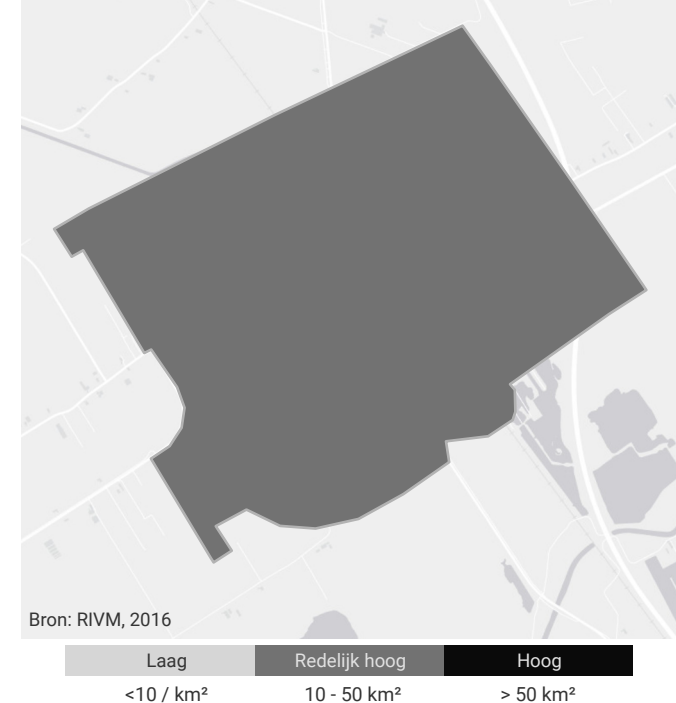 Bron: RIVM, 2016
Laag Redelijk hoog Hoog
<10 / km² 10 - 50 km² > 50 km²